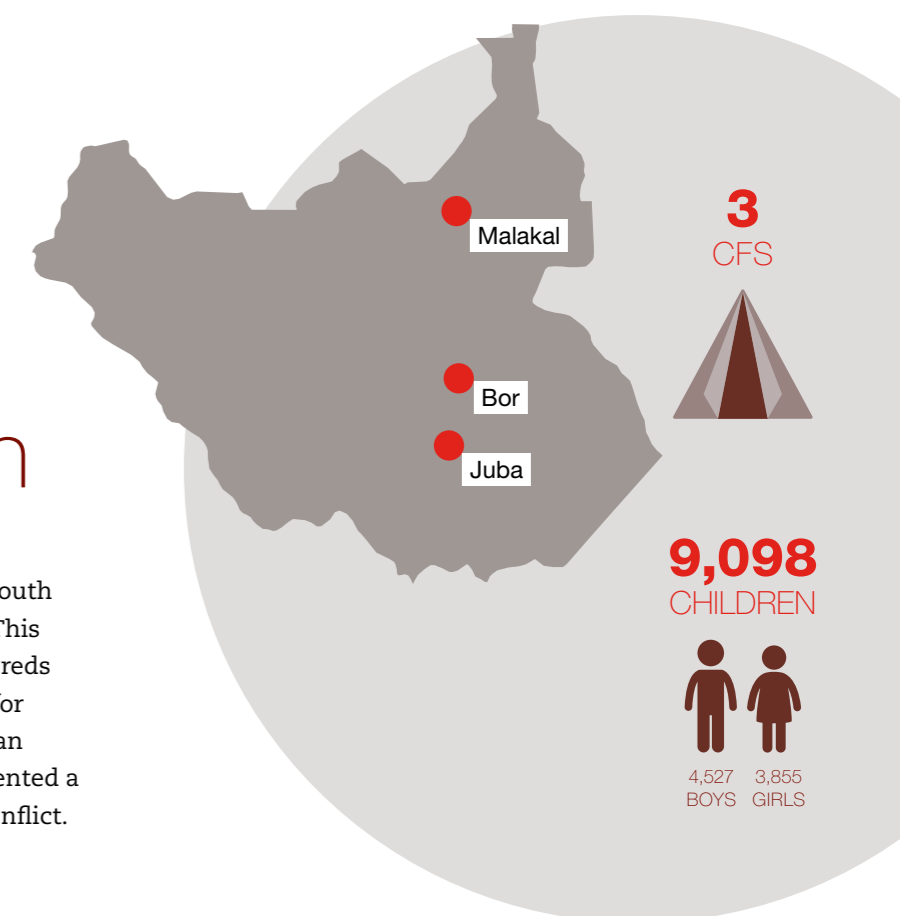 n
outh
This
reds
for
an
ented a
nflict.
Malakal
Bor
Juba
3
CFS
9,098
CHILDREN
4,527 3,855
BOYS GIRLS